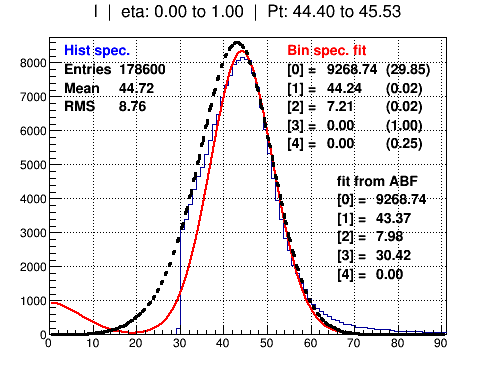 I | eta: 0.00 to 1.00 | Pt: 44.40 to 45.53
Hist spec.
Entries 178600
Mean 44.72
RMS 8.76
Bin spec. fit
[0] = 9268.74 (29.85)
[1] = 44.24 (0.02)
[2] = 7.21 (0.02)
[3] = 0.00 (1.00)
[4] = 0.00 (0.25)
fit from ABF
[0] = 9268.74
[1] = 43.37
[2] = 7.98
[3] = 30.42
[4] = 0.00
8000
7000
6000
5000
4000
3000
2000
1000
0
0 10 20 30 40 50 60 70 80 90